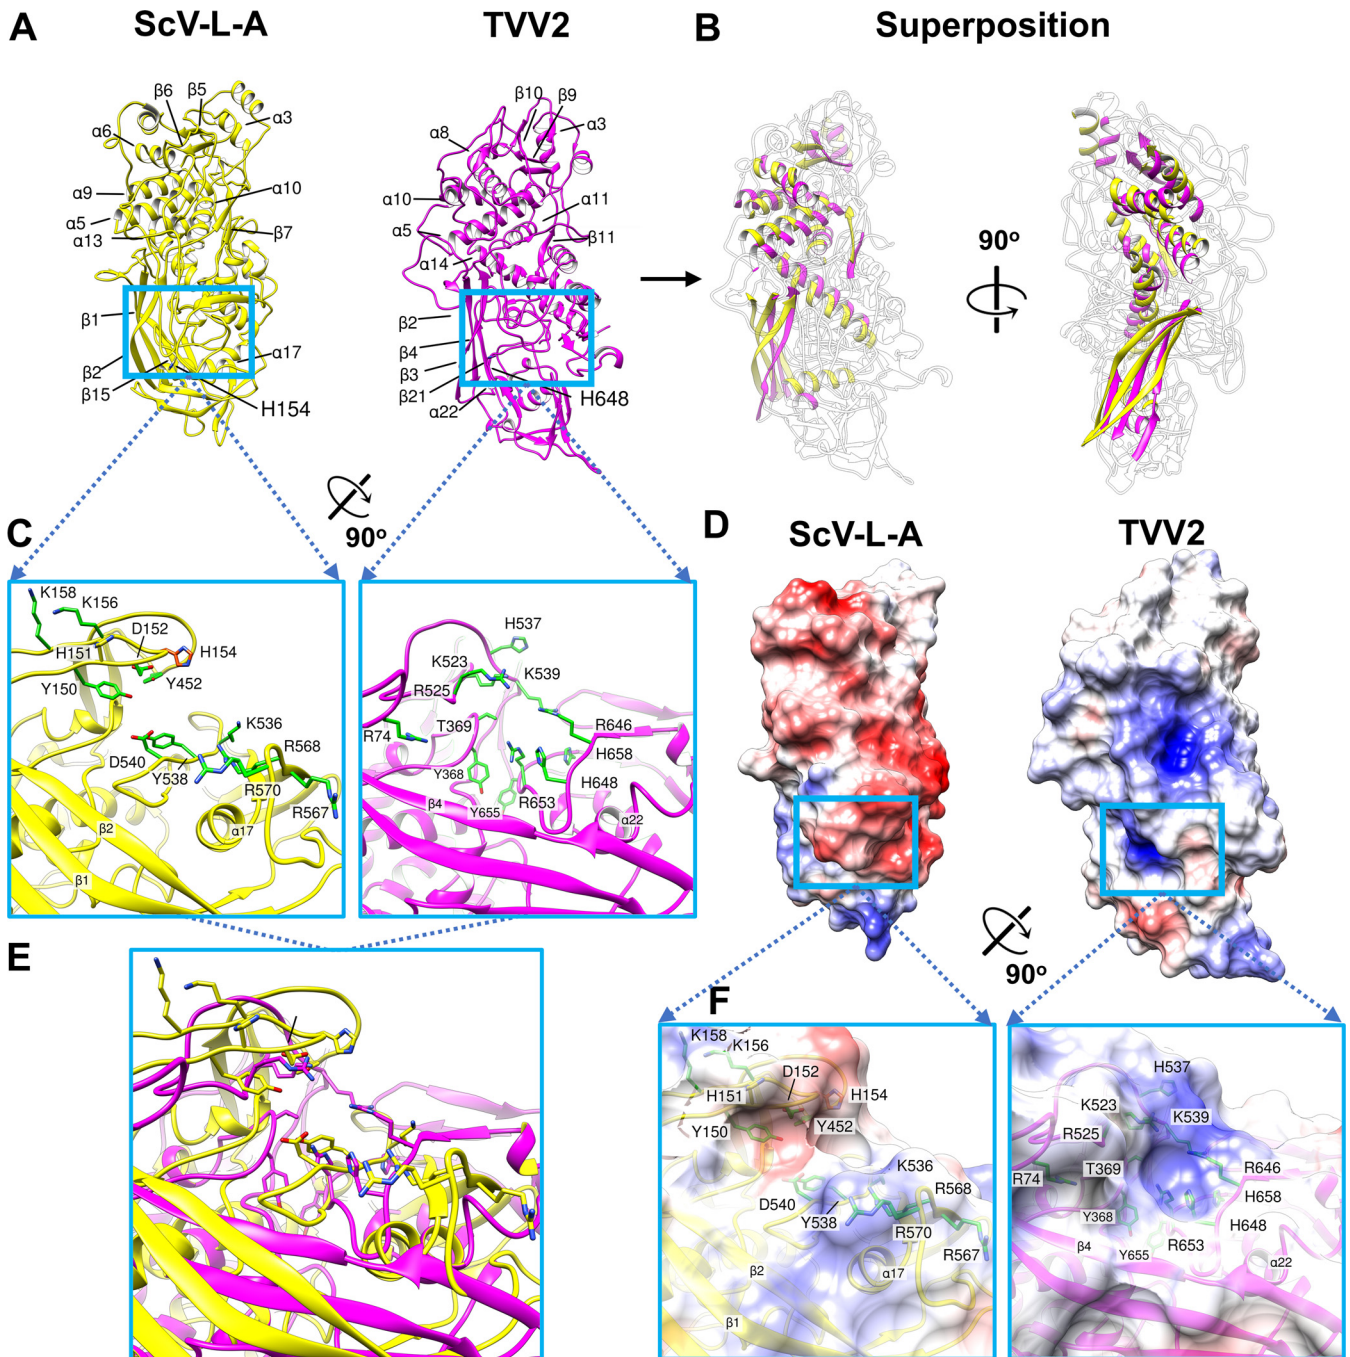 A
ScV-L-A
TVV2
B
Superposition
β6
β5
α3
α6
α9
α10
α5
α13
β7
β1
β2
β15
α17
H154
β10
β9
α3
α8
α10
α11
α5
β11
α14
β2
β4
β3
β21
α22
H648
90°
C
90°
K158
K156
D152
H151
H154
Y150
Y452
K536
D540
R568
Y538
R570
R567
β2
α17
β1
H537
K523
K539
R525
T369
R74
R646
H658
Y368
H648
R653
β4
Y655
α22
D
ScV-L-A
TVV2
90°
E
F
K158
K156
D152
H151
H154
Y150
Y452
K536
D540
R568
Y538
R570
R567
β2
α17
β1
H537
K523
K539
R525
T369
R74
R646
H658
Y368
H648
R653
β4
Y655
α22